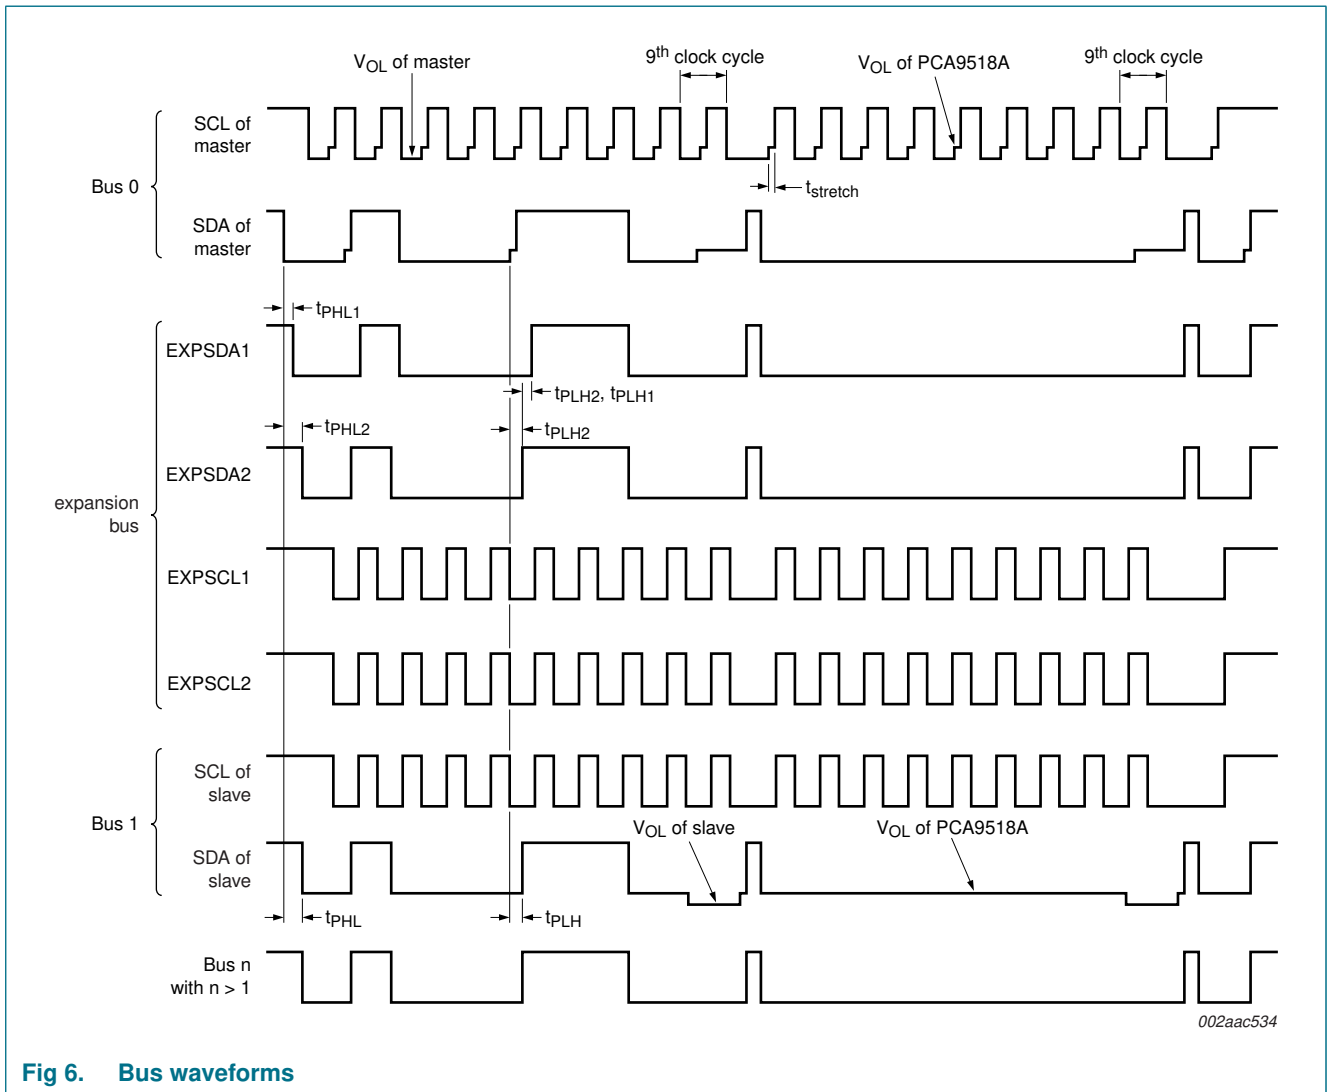 VOL of master
9th clock cycle
VOL of PCA9518A
9th clock cycle
SCL of
master
Bus 0
tstretch
SDA of
master
tPHL1
EXPSDA1
tPLH2, tPLH1
tPHL2
tPLH2
EXPSDA2
expansion
bus
EXPSCL1
EXPSCL2
SCL of
slave
Bus 1
VOL of slave
VOL of PCA9518A
SDA of
slave
tPHL
tPLH
Bus n
with n > 1
002aac534
Fig 6. Bus waveforms